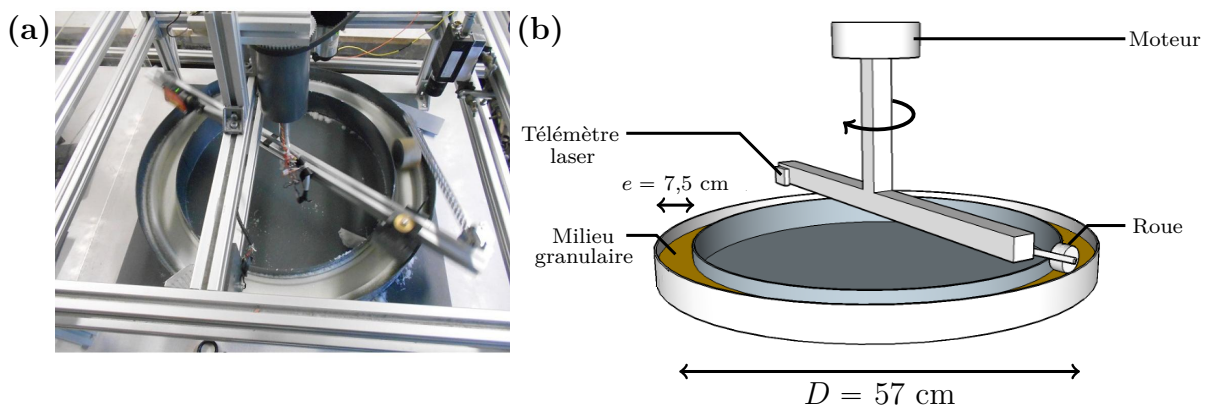 (a)
(b)
Moteur
Télémètre
laser
e = 7,5 cm
Milieu
granulaire
Roue
D = 57 cm